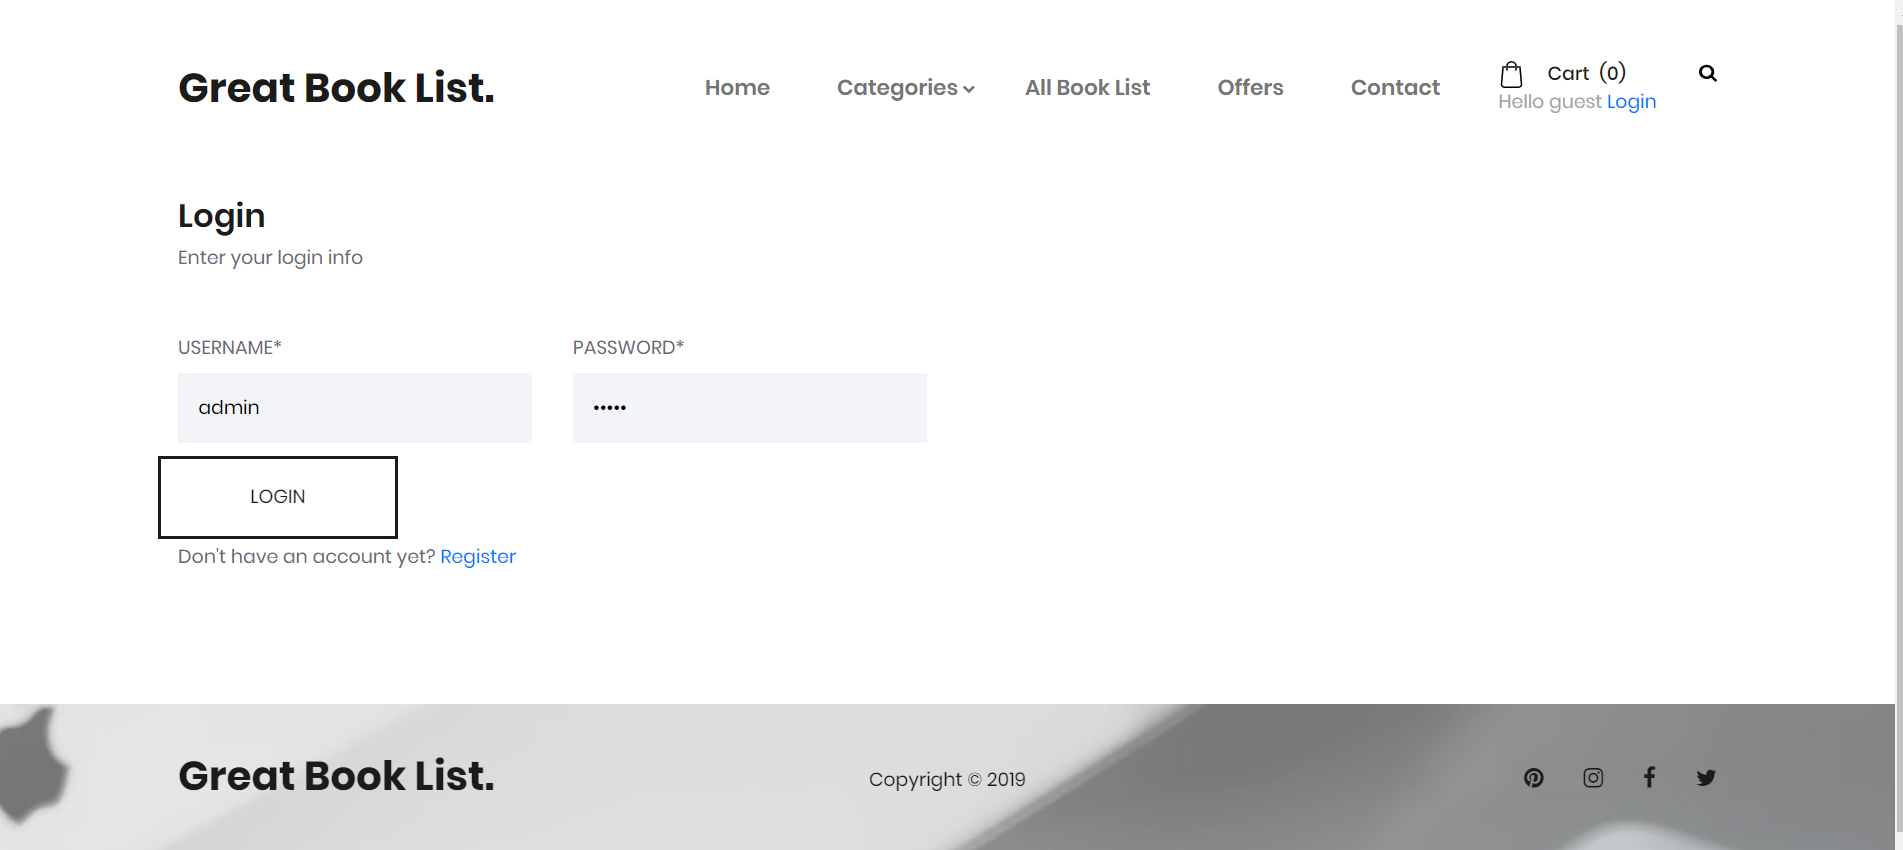 Great Book List.
Home Categories All Book List Offers Contact
Cart (0)
Hello guest Login
Login
Enter your login info
USERNAME* PASSWORD*
admin •••••
LOGIN
Don't have an account yet? Register
Great Book List.
Copyright © 2019